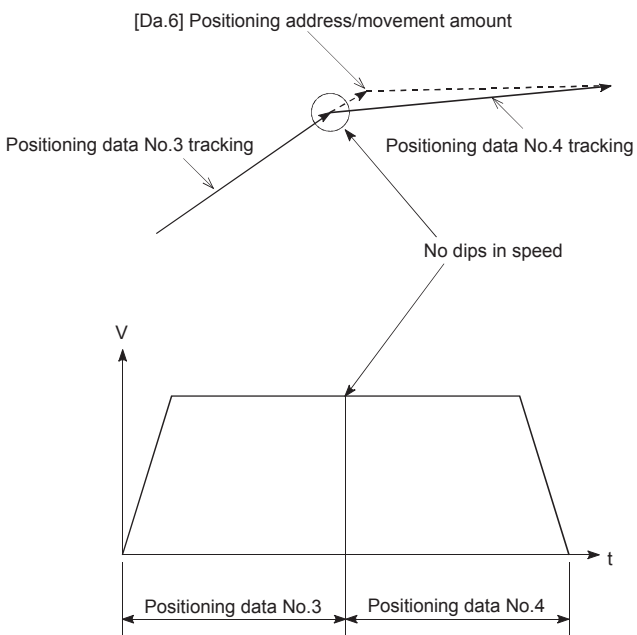 [Da.6] Positioning address/movement amount
Positioning data No.3 tracking
Positioning data No.4 tracking
No dips in speed
V
t
Positioning data No.3
Positioning data No.4